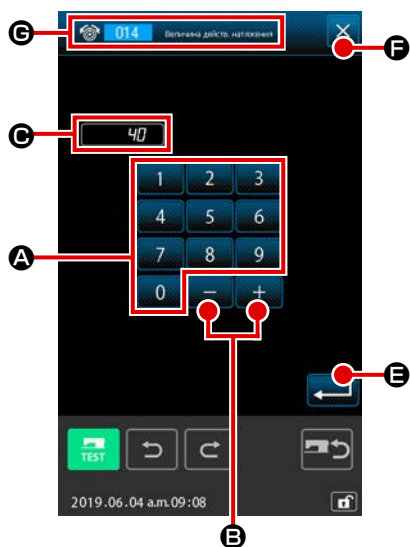 G
014 Величина действ. натяжения
F
C
40
1 2 3
4 5 6
A
7 8 9
0 − +
E
TEST
2019.06.04 a.m.09:08
B